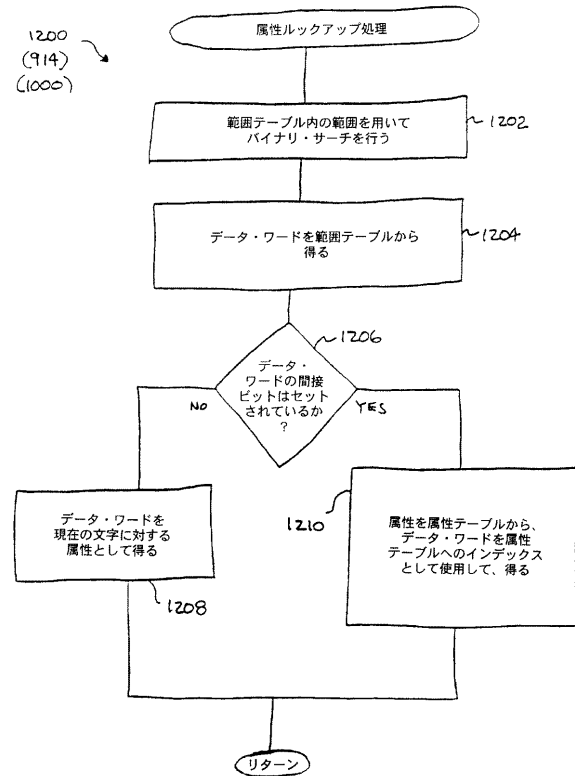 1200
(914)
(1000)
属性ルックアップ処理
範囲テーブル内の範囲を用いて
バイナリ・サーチを行う
1202
データ・ワードを範囲テーブルから
得る
1204
1206
データ・
ワードの間接
ビットはセット
されているか
?
NO
YES
データ・ワードを
現在の文字に対する
属性として得る
1208
1210
属性を属性テーブルから、
データ・ワードを属性
テーブルへのインデックス
として使用して、得る
リターン